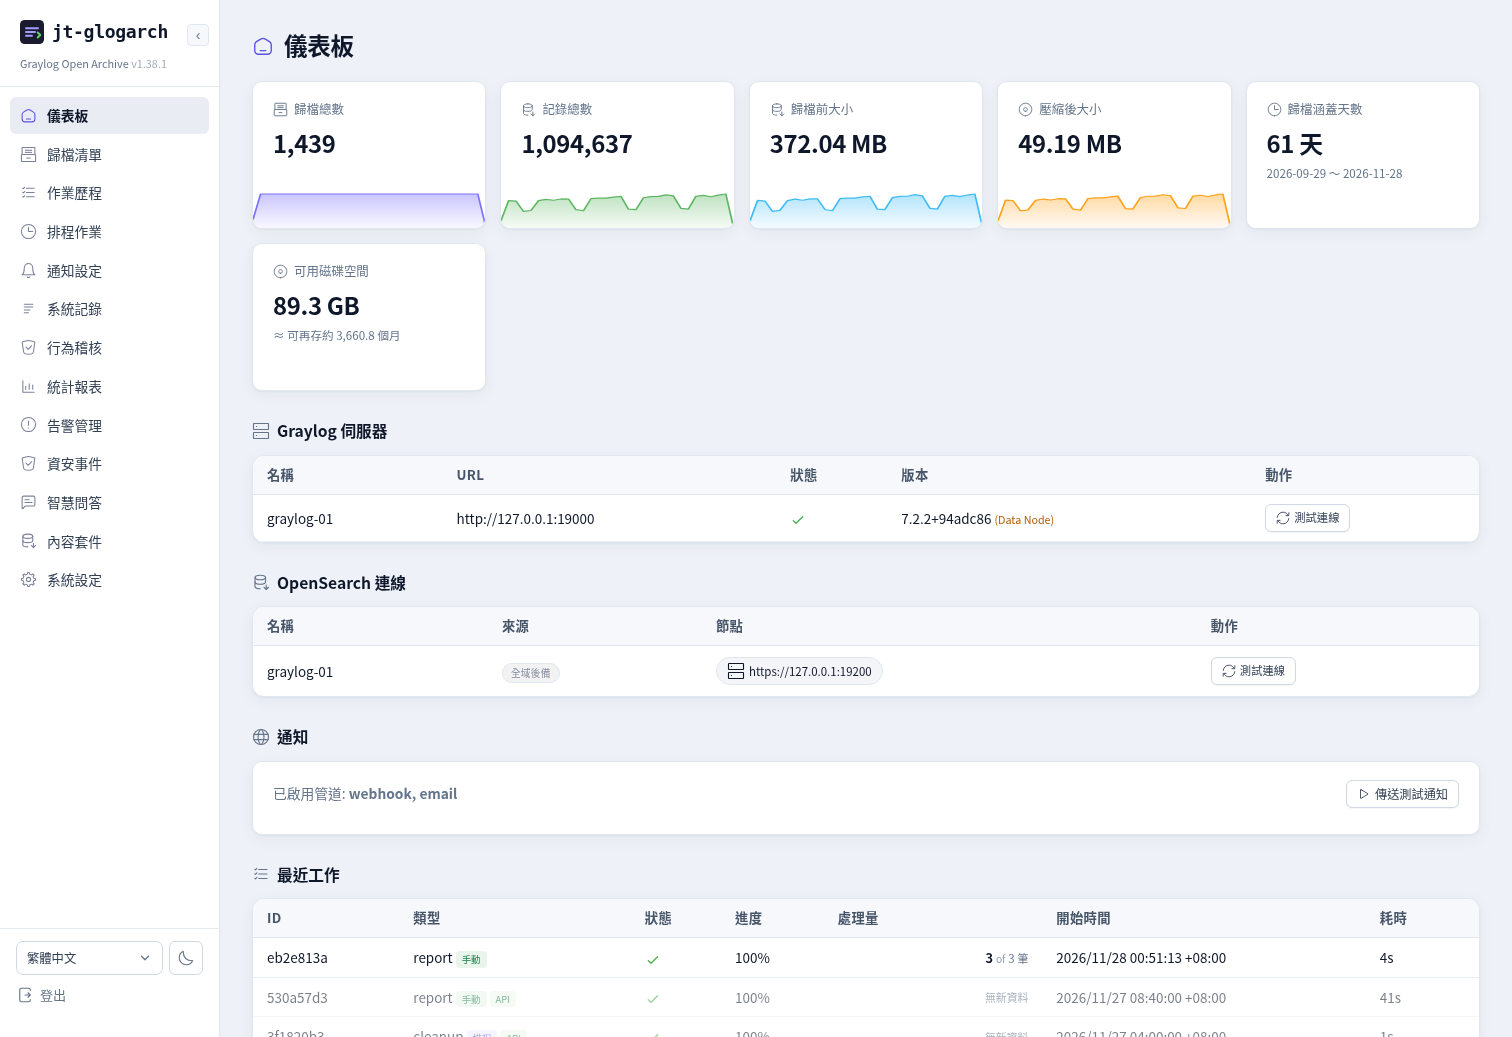 jt-glogarch
Graylog Open Archive v1.38.1
儀表板
歸檔清單
作業歷程
排程作業
通知設定
系統記錄
行為稽核
統計報表
告警管理
資安事件
智慧問答
內容套件
系統設定
繁體中文
登出
儀表板
歸檔總數
1,439
記錄總數
1,094,637
歸檔前大小
372.04 MB
壓縮後大小
49.19 MB
歸檔涵蓋天數
61 天
2026-09-29 ～ 2026-11-28
可用磁碟空間
89.3 GB
≈ 可再存約 3,660.8 個月
Graylog 伺服器
名稱 URL 狀態 版本 動作
graylog-01 http://127.0.0.1:19000 7.2.2+94adc86 (Data Node) 測試連線
OpenSearch 連線
名稱 來源 節點 動作
graylog-01 全域後備 https://127.0.0.1:19200 測試連線
通知
已啟用管道: webhook, email 傳送測試通知
最近工作
ID 類型 狀態 進度 處理量 開始時間 耗時
eb2e813a report 手動 100% 3 of 3 筆 2026/11/28 00:51:13 +08:00 4s
530a57d3 report 手動 API 100% 無新資料 2026/11/27 08:40:00 +08:00 41s